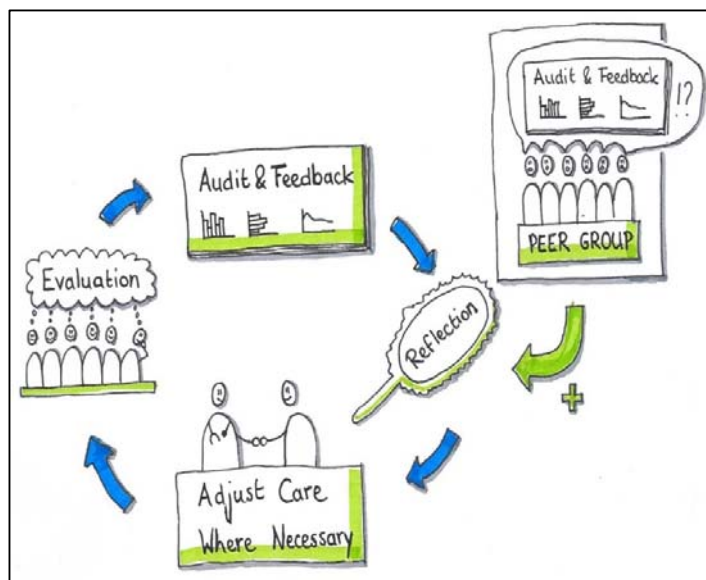 Audit & Feedback
!?
PEER GROUP
Audit & Feedback
Evaluation
Reflection
+
Adjust Care
Where Necessary